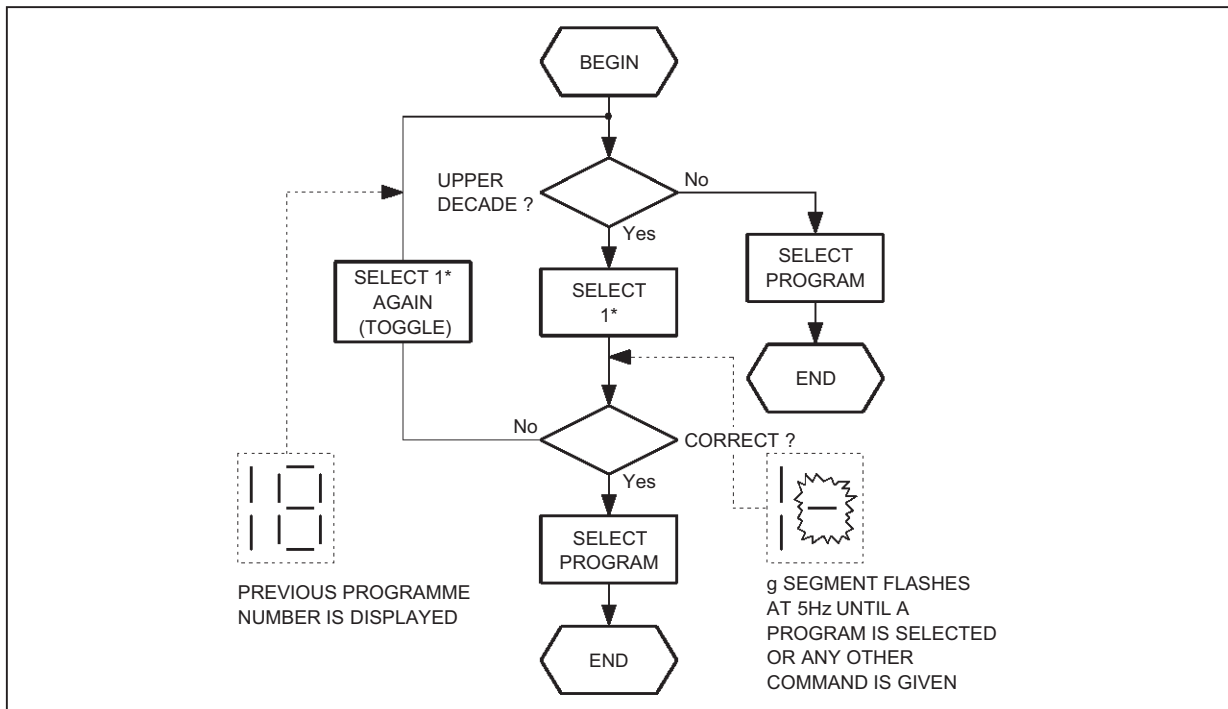 BEGIN
UPPER
DECADE ?
No
Yes
SELECT
PROGRAM
SELECT 1*
AGAIN
(TOGGLE)
SELECT
1*
END
No
CORRECT ?
Yes
18
1-
SELECT
PROGRAM
PREVIOUS PROGRAMME
NUMBER IS DISPLAYED
g SEGMENT FLASHES
AT 5Hz UNTIL A
PROGRAM IS SELECTED
OR ANY OTHER
COMMAND IS GIVEN
END